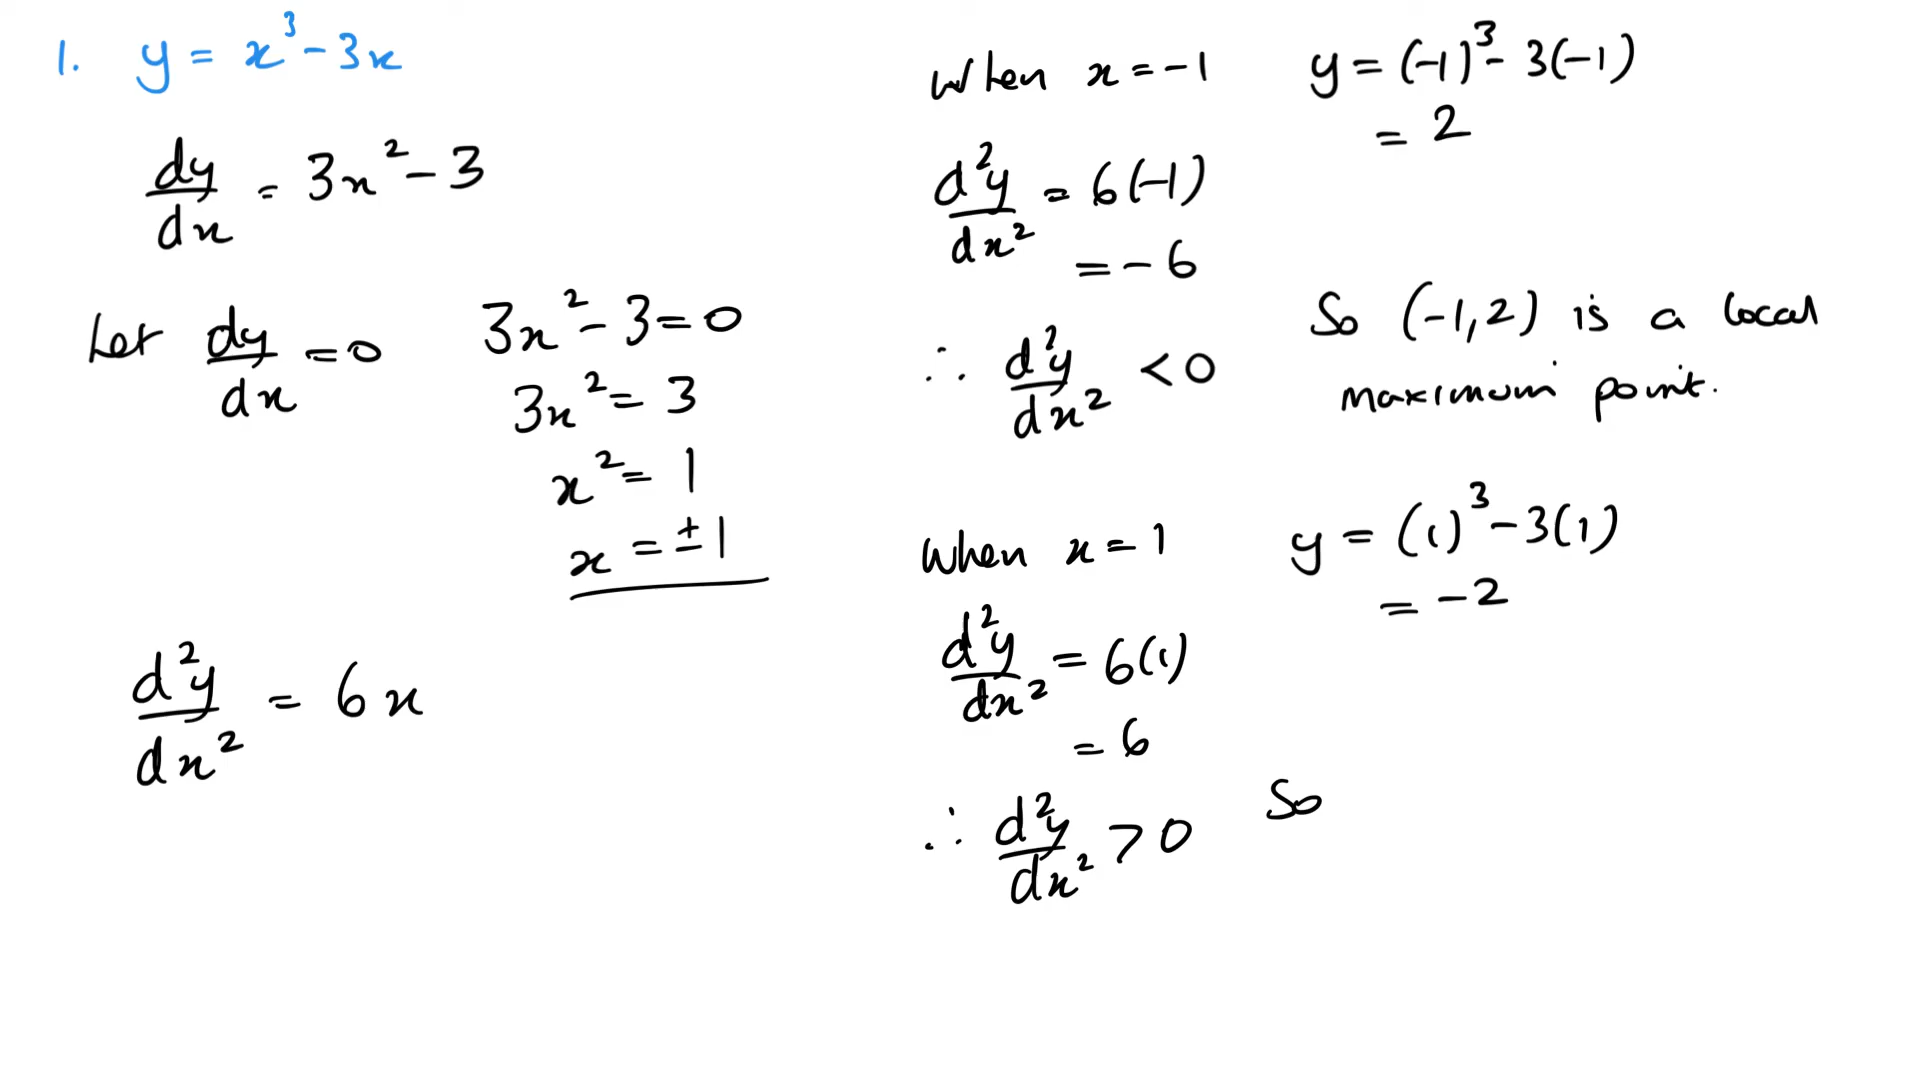 1. y = x³ - 3x
dy/dx = 3x² - 3
Let dy/dx = 0
3x² - 3 = 0
3x² = 3
x² = 1
x = ±1
d²y/dx² = 6x
When x = -1
y = (-1)³ - 3(-1)
= 2
d²y/dx² = 6(-1)
= -6
∴ d²y/dx² < 0
So (-1,2) is a local
maximum point.
When x = 1
y = (1)³ - 3(1)
= -2
d²y/dx² = 6(1)
= 6
∴ d²y/dx² > 0 So